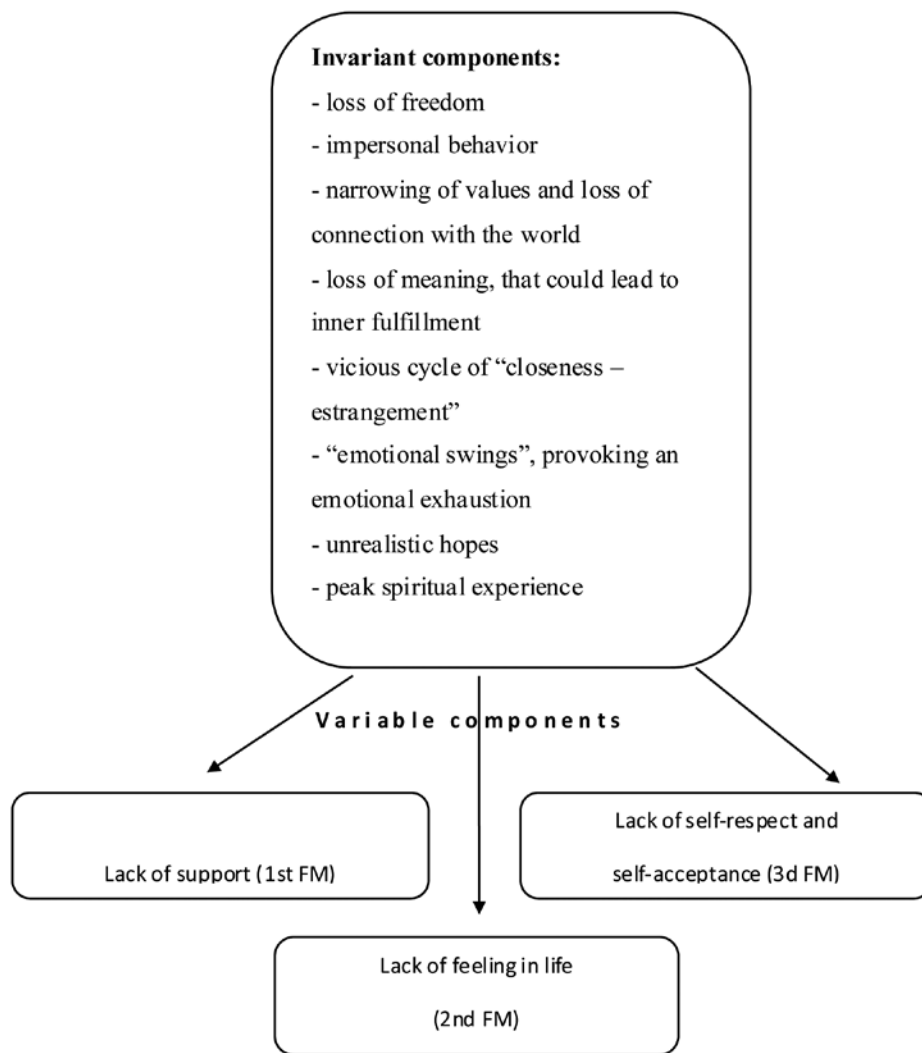 Invariant components:
- loss of freedom
- impersonal behavior
- narrowing of values and loss of
connection with the world
- loss of meaning, that could lead to
inner fulfillment
- vicious cycle of “closeness –
estrangement”
- “emotional swings”, provoking an
emotional exhaustion
- unrealistic hopes
- peak spiritual experience
Variable components
Lack of support (1st FM)
Lack of self-respect and
self-acceptance (3d FM)
Lack of feeling in life
(2nd FM)